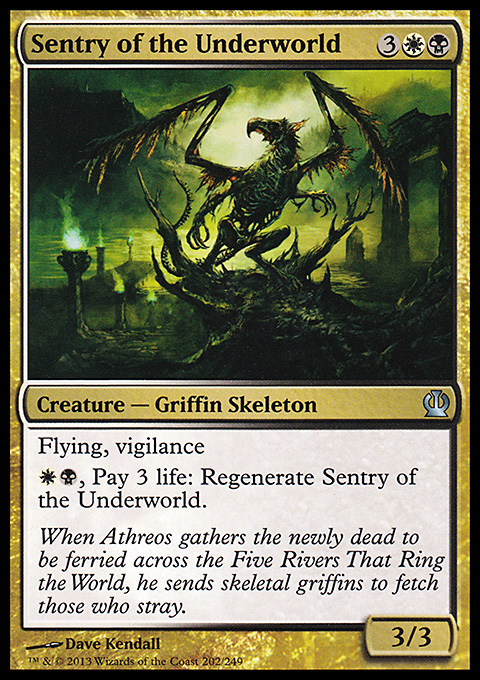 Sentry of the Underworld 3
Creature — Griffin Skeleton
Flying, vigilance
, Pay 3 life: Regenerate Sentry of
the Underworld.
When Athreos gathers the newly dead to
be ferried across the Five Rivers That Ring
the World, he sends skeletal griffins to fetch
those who stray.
Dave Kendall
3/3
™ & © 2013 Wizards of the Coast 202/249